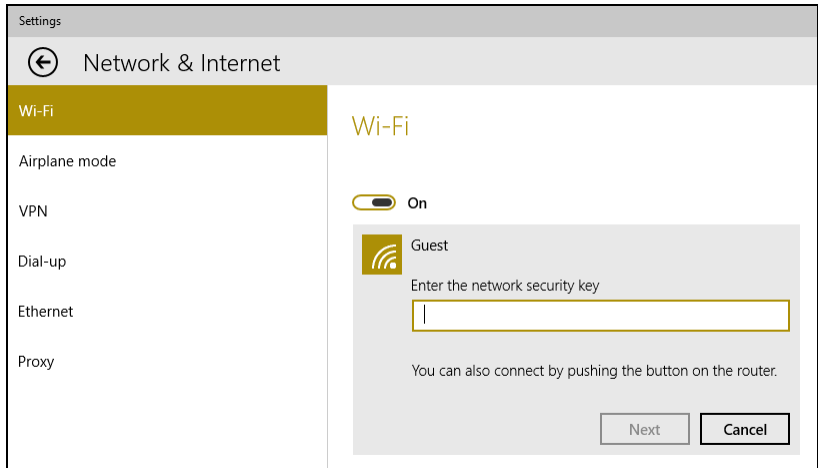 Settings
Network & Internet
Wi-Fi
Airplane mode
VPN
Dial-up
Ethernet
Proxy
Wi-Fi
On
Guest
Enter the network security key
You can also connect by pushing the button on the router.
Next
Cancel